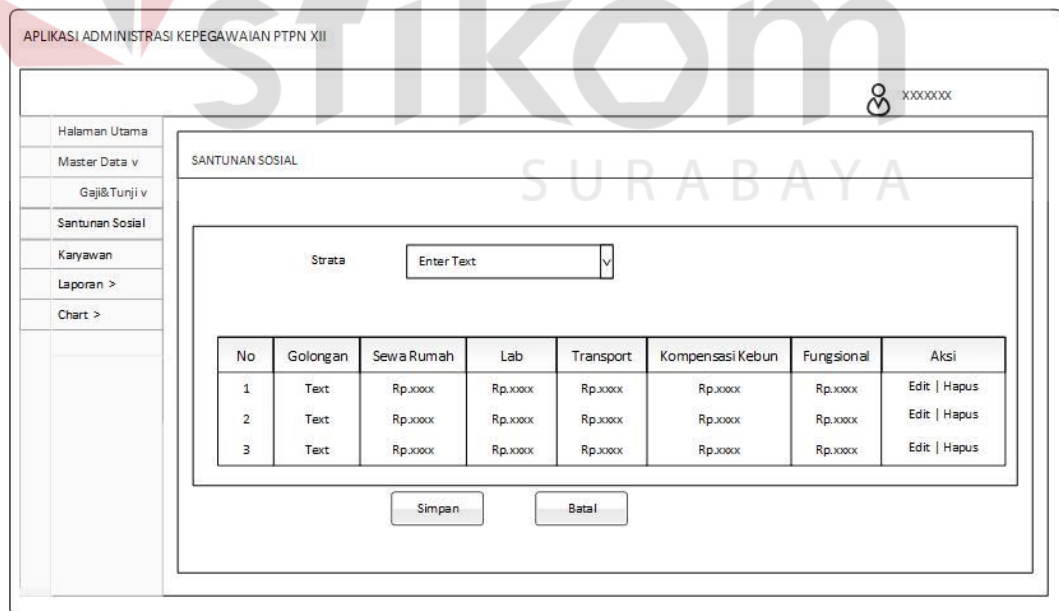 STIKOM
SURABAYA
APLIKASI ADMINISTRASI KEPEGAWAIAN PTPN XII
xxxxxxx
Halaman Utama
Master Data v
Gaji&Tunji v
Santunan Sosial
Karyawan
Laporan >
Chart >
SANTUNAN SOSIAL
Strata Enter Text v
No Golongan Sewa Rumah Lab Transport Kompensasi Kebun Fungsional Aksi
1 Text Rp.xxxx Rp.xxxx Rp.xxxx Rp.xxxx Rp.xxxx Edit | Hapus
2 Text Rp.xxxx Rp.xxxx Rp.xxxx Rp.xxxx Rp.xxxx Edit | Hapus
3 Text Rp.xxxx Rp.xxxx Rp.xxxx Rp.xxxx Rp.xxxx Edit | Hapus
Simpan Batal